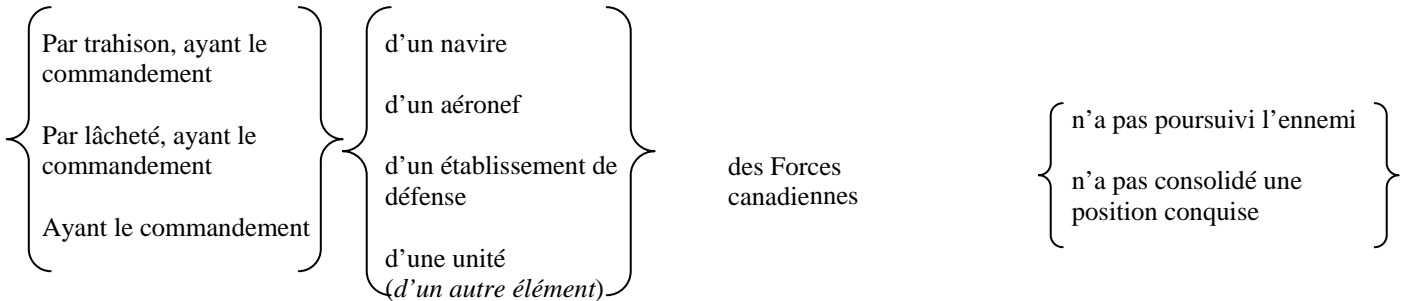 Par trahison, ayant le
commandement
Par lâcheté, ayant le
commandement
Ayant le commandement
d’un navire
d’un aéronef
d’un établissement de
défense
d’une unité
(d’un autre élément)
des Forces
canadiennes
n’a pas poursuivi l’ennemi
n’a pas consolidé une
position conquise